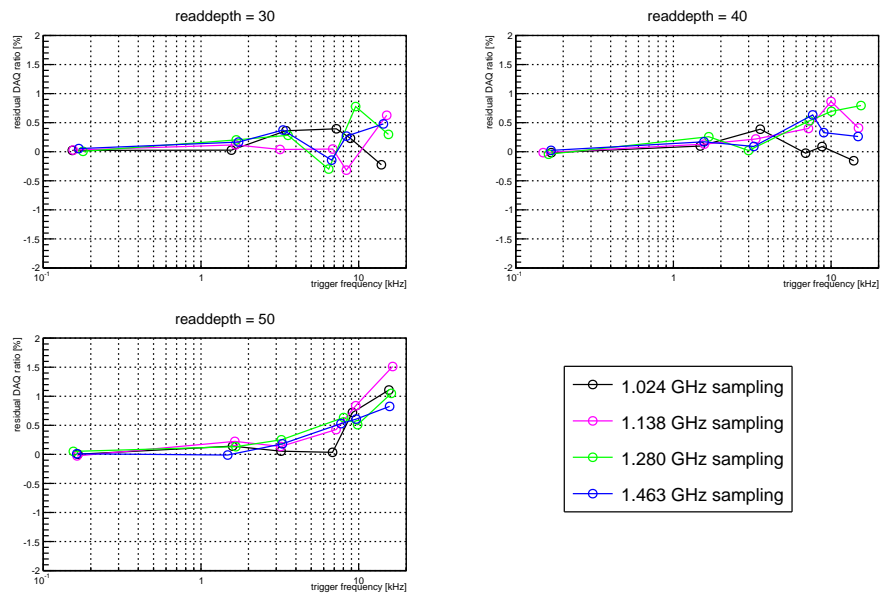 readdepth = 30
residual DAQ ratio [%]
2
1.5
1
0.5
0
-0.5
-1
-1.5
-2
10⁻¹ 1 10
trigger frequency [kHz]
readdepth = 40
residual DAQ ratio [%]
2
1.5
1
0.5
0
-0.5
-1
-1.5
-2
10⁻¹ 1 10
trigger frequency [kHz]
readdepth = 50
residual DAQ ratio [%]
2
1.5
1
0.5
0
-0.5
-1
-1.5
-2
10⁻¹ 1 10
trigger frequency [kHz]
1.024 GHz sampling
1.138 GHz sampling
1.280 GHz sampling
1.463 GHz sampling